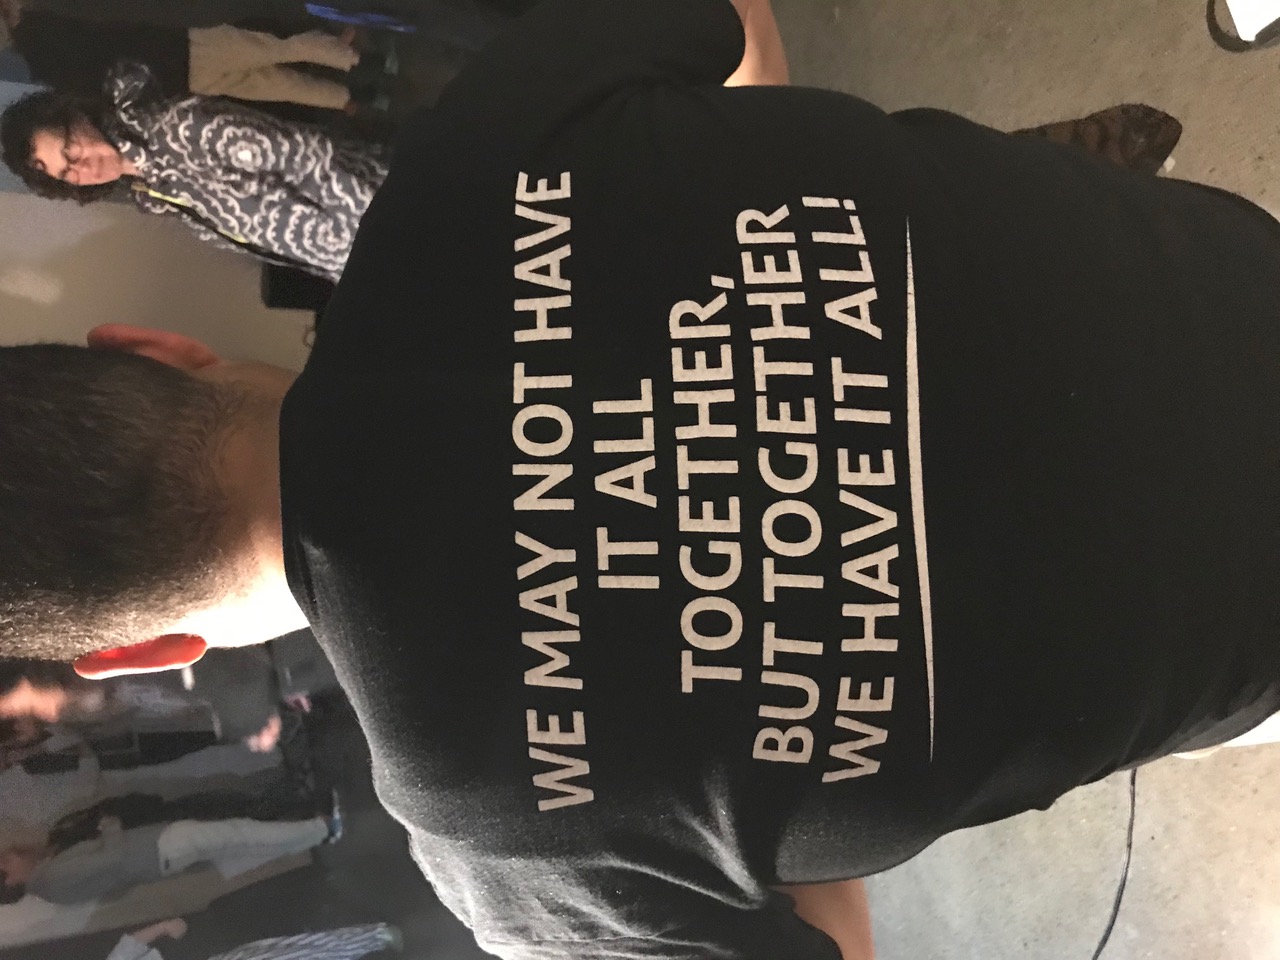 WE MAY NOT HAVE
IT ALL
TOGETHER,
BUT TOGETHER
WE HAVE IT ALL!